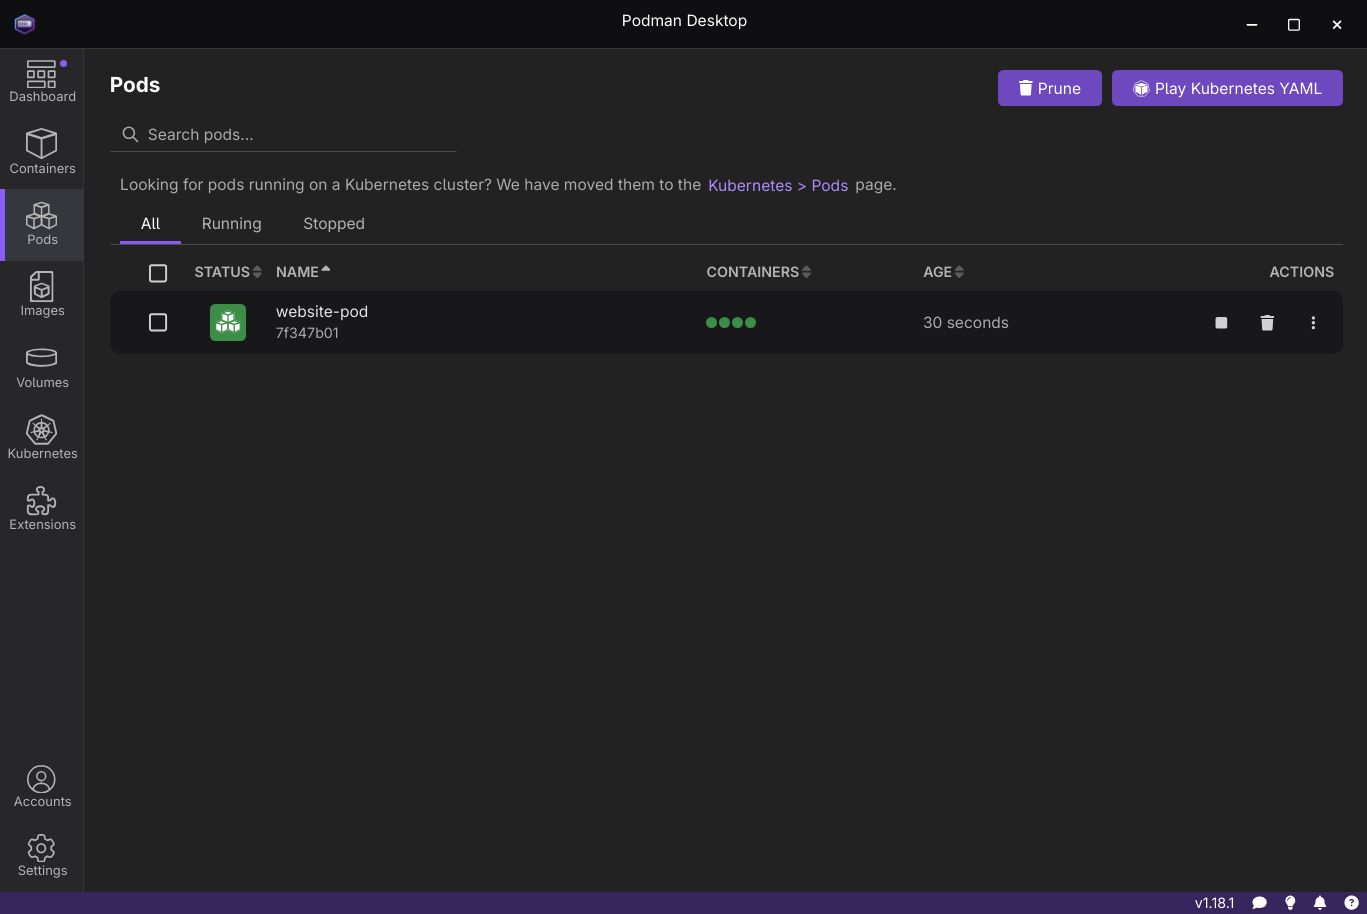 Podman Desktop
Dashboard
Containers
Pods
Images
Volumes
Kubernetes
Extensions
Accounts
Settings
Pods
Prune
Play Kubernetes YAML
Search pods...
Looking for pods running on a Kubernetes cluster? We have moved them to the Kubernetes > Pods page.
All Running Stopped
STATUS NAME CONTAINERS AGE ACTIONS
website-pod
7f347b01
30 seconds
v1.18.1